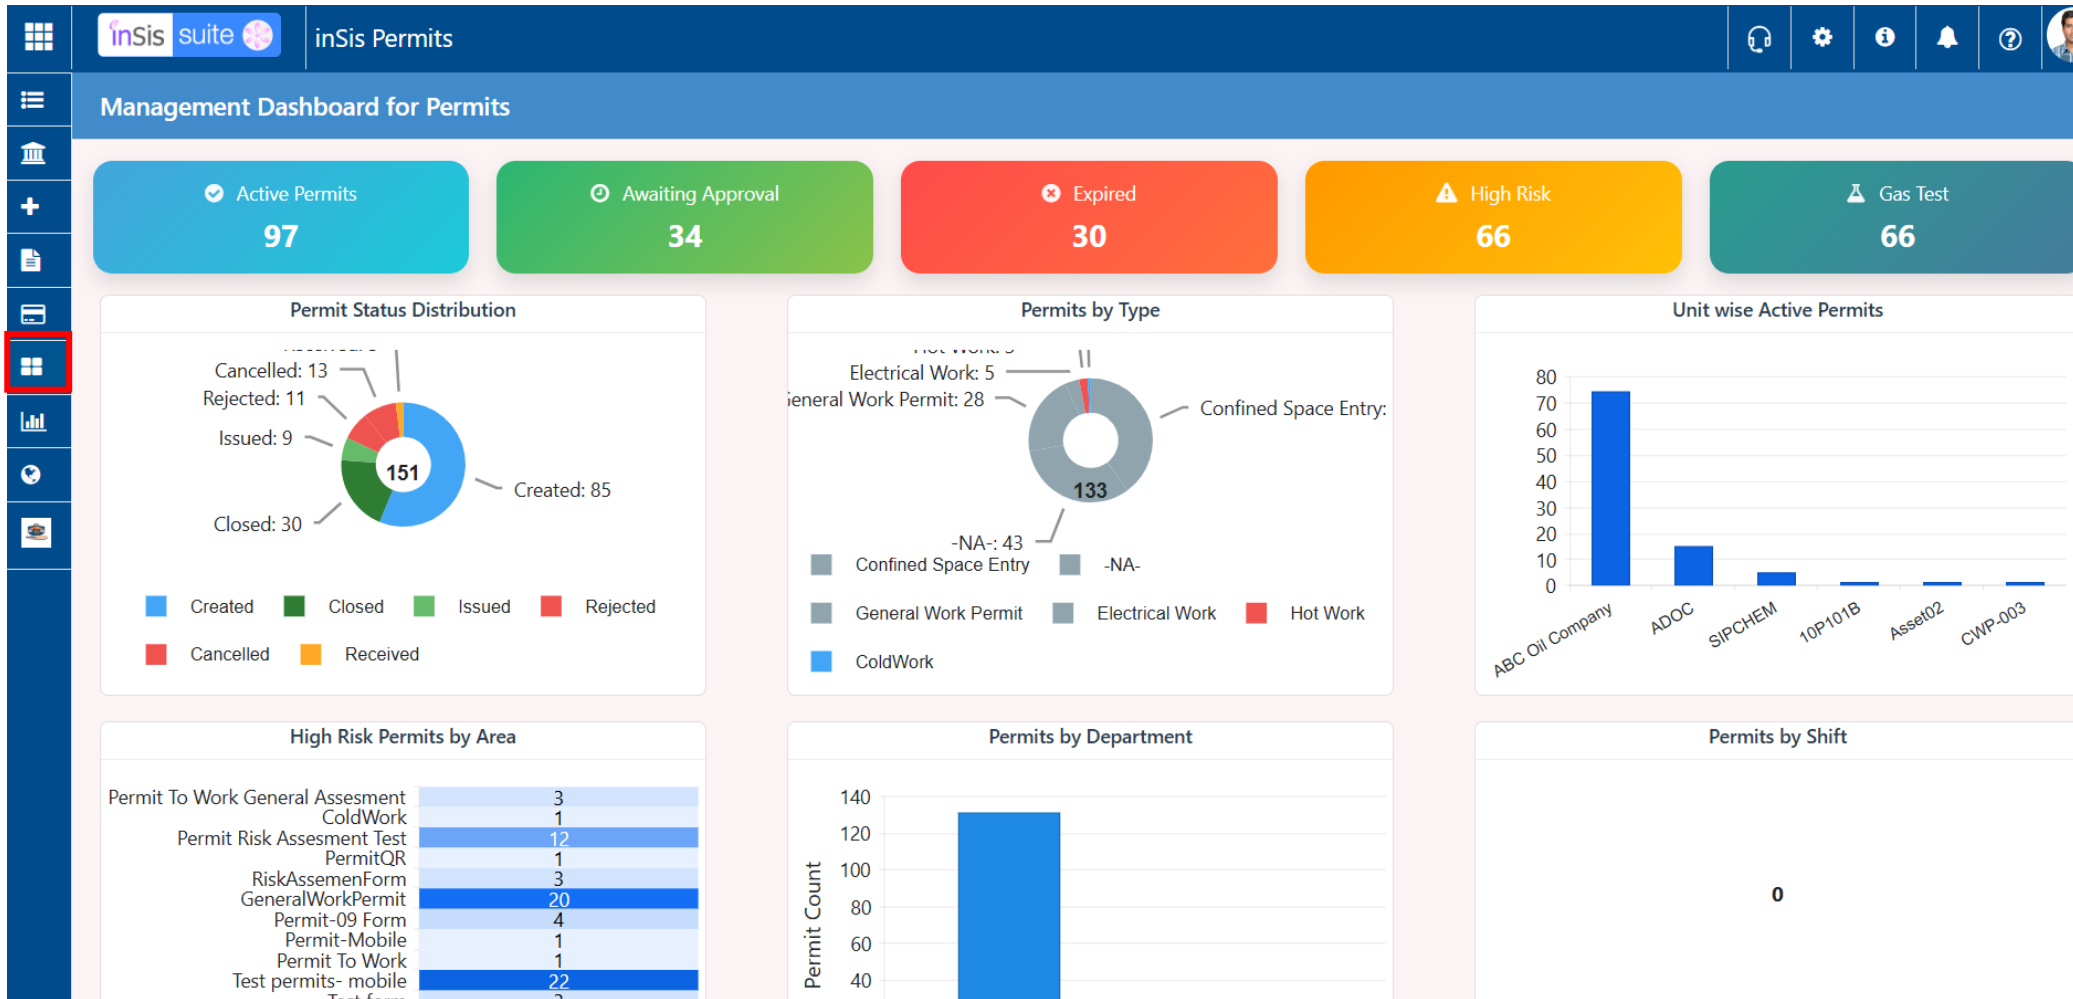 inSis suite
inSis Permits
Management Dashboard for Permits
Active Permits
97
Awaiting Approval
34
Expired
30
High Risk
66
Gas Test
66
Permit Status Distribution
Cancelled: 13
Rejected: 11
Issued: 9
151
Created: 85
Closed: 30
Created
Closed
Issued
Rejected
Cancelled
Received
Permits by Type
Electrical Work: 5
General Work Permit: 28
Confined Space Entry:
133
-NA-: 43
Confined Space Entry
-NA-
General Work Permit
Electrical Work
Hot Work
ColdWork
Unit wise Active Permits
80
70
60
50
40
30
20
10
0
ABC Oil Company
ADOC
SIPCHEM
10P101B
Asset02
CWP-003
High Risk Permits by Area
Permit To Work General Assesment 3
ColdWork 1
Permit Risk Assesment Test 12
PermitQR 1
RiskAssemenForm 3
GeneralWorkPermit 20
Permit-09 Form 4
Permit-Mobile 1
Permit To Work 1
Test permits- mobile 22
Permits by Department
Permit Count
140
120
100
80
60
40
Permits by Shift
0